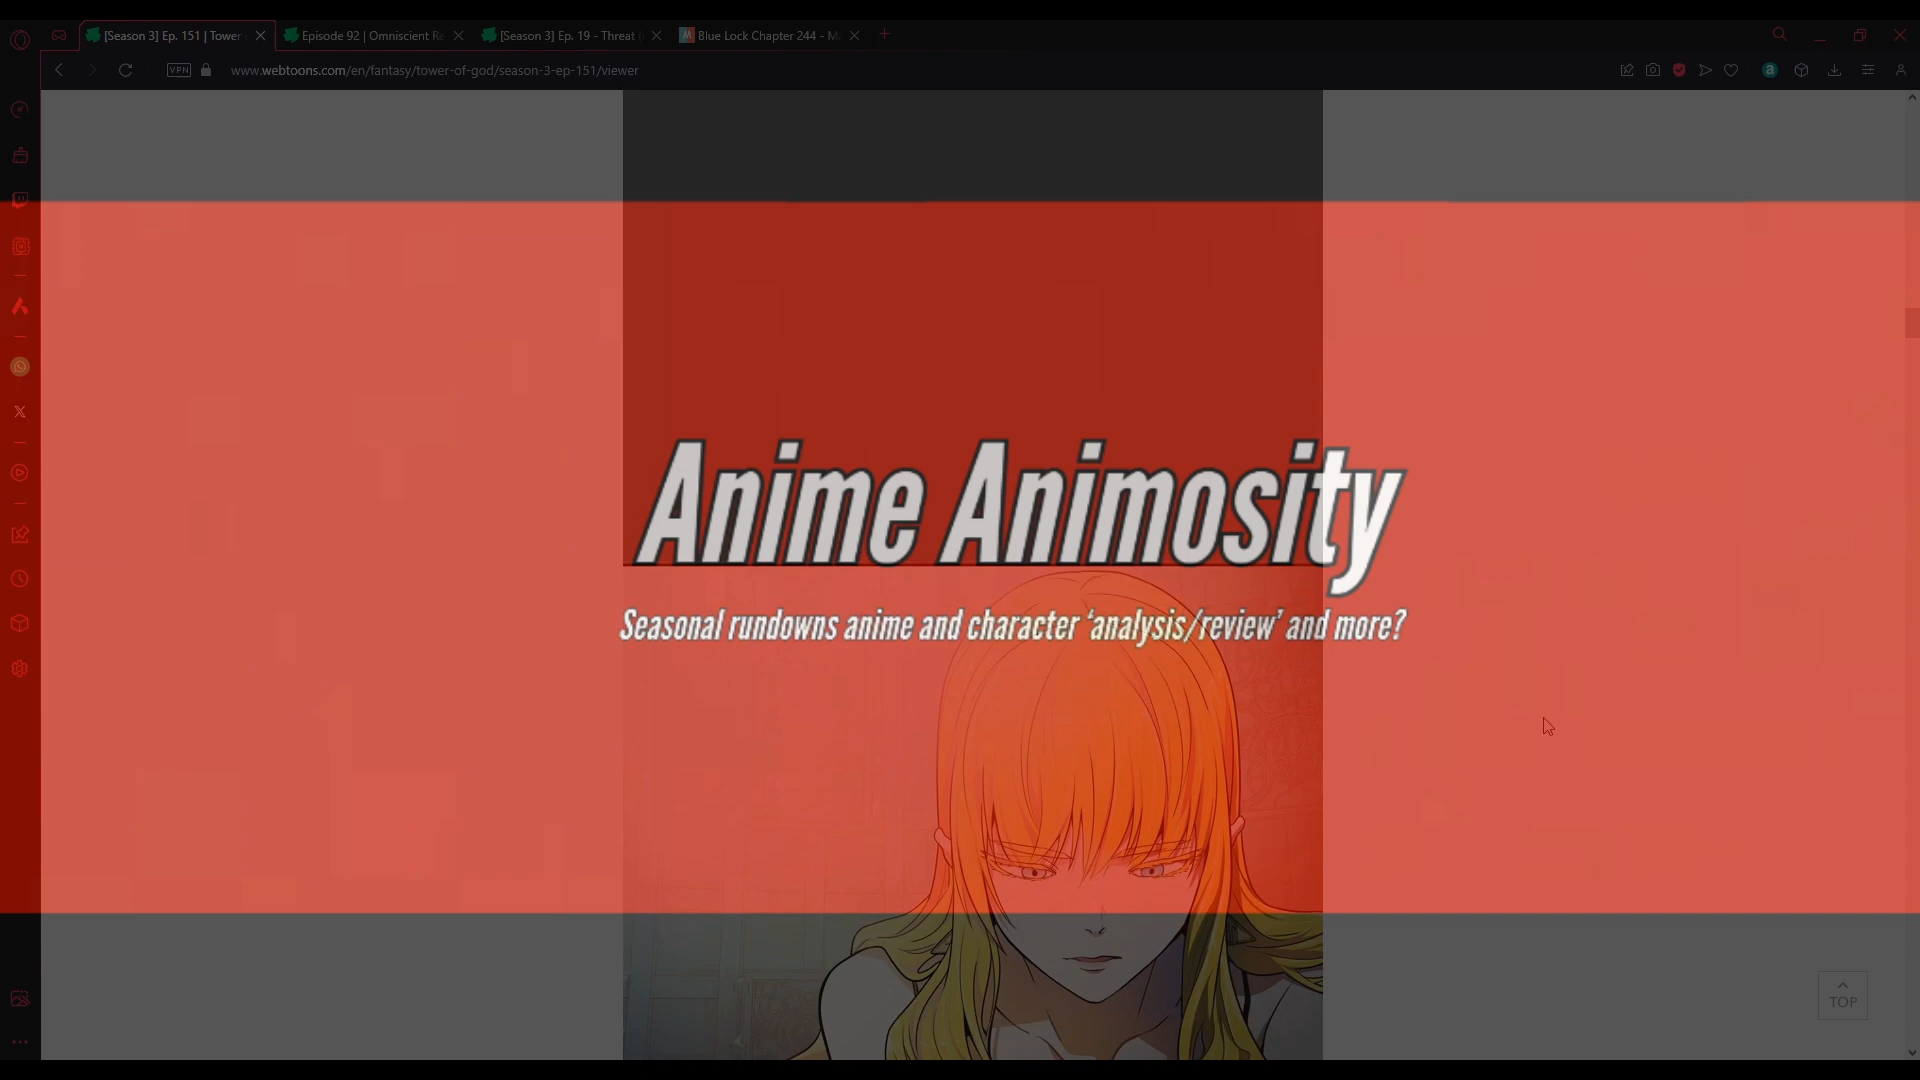 [Season 3] Ep. 151 | Tower
Episode 92 | Omniscient Re
[Season 3] Ep. 19 - Threat
Blue Lock Chapter 244 - M
VPN
www.webtoons.com/en/fantasy/tower-of-god/season-3-ep-151/viewer
Anime Animosity
Seasonal rundowns anime and character ‘analysis/review’ and more?
TOP